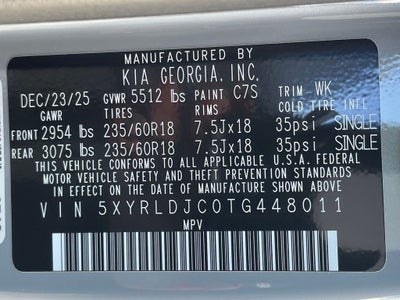 MANUFACTURED BY
KIA GEORGIA, INC.
DEC/23/25 GVWR 5512 lbs PAINT C7S TRIM WK
GAWR TIRES RIMS COLD TIRE INFL.
FRONT 2954 lbs 235/60R18 7.5Jx18 35psi SINGLE
REAR 3075 lbs 235/60R18 7.5Jx18 35psi SINGLE
THIS VEHICLE CONFORMS TO ALL APPLICABLE U.S.A. FEDERAL
MOTOR VEHICLE SAFETY AND THEFT PREVENTION STANDARDS
IN EFFECT ON THE DATE OF MANUFACTURE SHOWN ABOVE
VIN 5XYRLDJC0TG448011
MPV